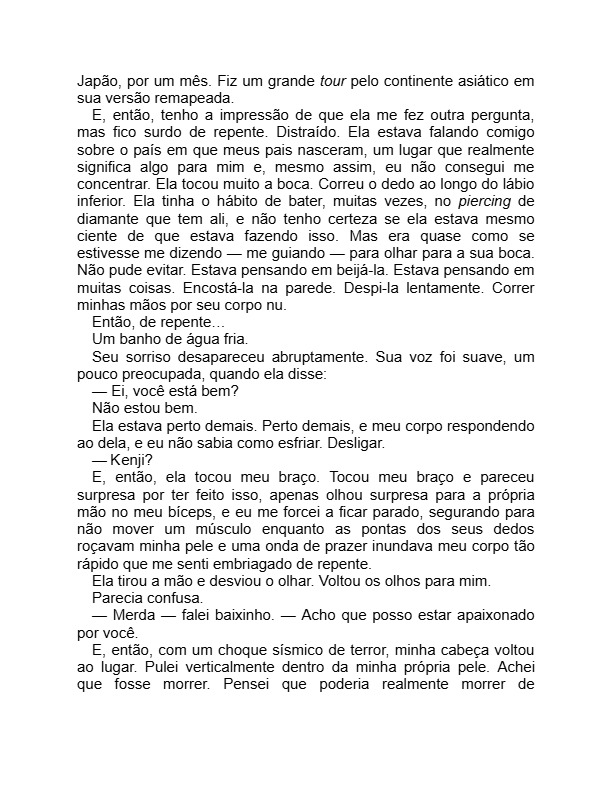 Japão, por um mês. Fiz um grande tour pelo continente asiático em
sua versão remapeada.
E, então, tenho a impressão de que ela me fez outra pergunta,
mas fico surdo de repente. Distraído. Ela estava falando comigo
sobre o país em que meus pais nasceram, um lugar que realmente
significa algo para mim e, mesmo assim, eu não consegui me
concentrar. Ela tocou muito a boca. Correu o dedo ao longo do lábio
inferior. Ela tinha o hábito de bater, muitas vezes, no piercing de
diamante que tem ali, e não tenho certeza se ela estava mesmo
ciente de que estava fazendo isso. Mas era quase como se
estivesse me dizendo — me guiando — para olhar para a sua boca.
Não pude evitar. Estava pensando em beijá-la. Estava pensando em
muitas coisas. Encostá-la na parede. Despi-la lentamente. Correr
minhas mãos por seu corpo nu.
Então, de repente…
Um banho de água fria.
Seu sorriso desapareceu abruptamente. Sua voz foi suave, um
pouco preocupada, quando ela disse:
— Ei, você está bem?
Não estou bem.
Ela estava perto demais. Perto demais, e meu corpo respondendo
ao dela, e eu não sabia como esfriar. Desligar.
— Kenji?
E, então, ela tocou meu braço. Tocou meu braço e pareceu
surpresa por ter feito isso, apenas olhou surpresa para a própria
mão no meu bíceps, e eu me forcei a ficar parado, segurando para
não mover um músculo enquanto as pontas dos seus dedos
roçavam minha pele e uma onda de prazer inundava meu corpo tão
rápido que me senti embriagado de repente.
Ela tirou a mão e desviou o olhar. Voltou os olhos para mim.
Parecia confusa.
— Merda — falei baixinho. — Acho que posso estar apaixonado
por você.
E, então, com um choque sísmico de terror, minha cabeça voltou
ao lugar. Pulei verticalmente dentro da minha própria pele. Achei
que fosse morrer. Pensei que poderia realmente morrer de